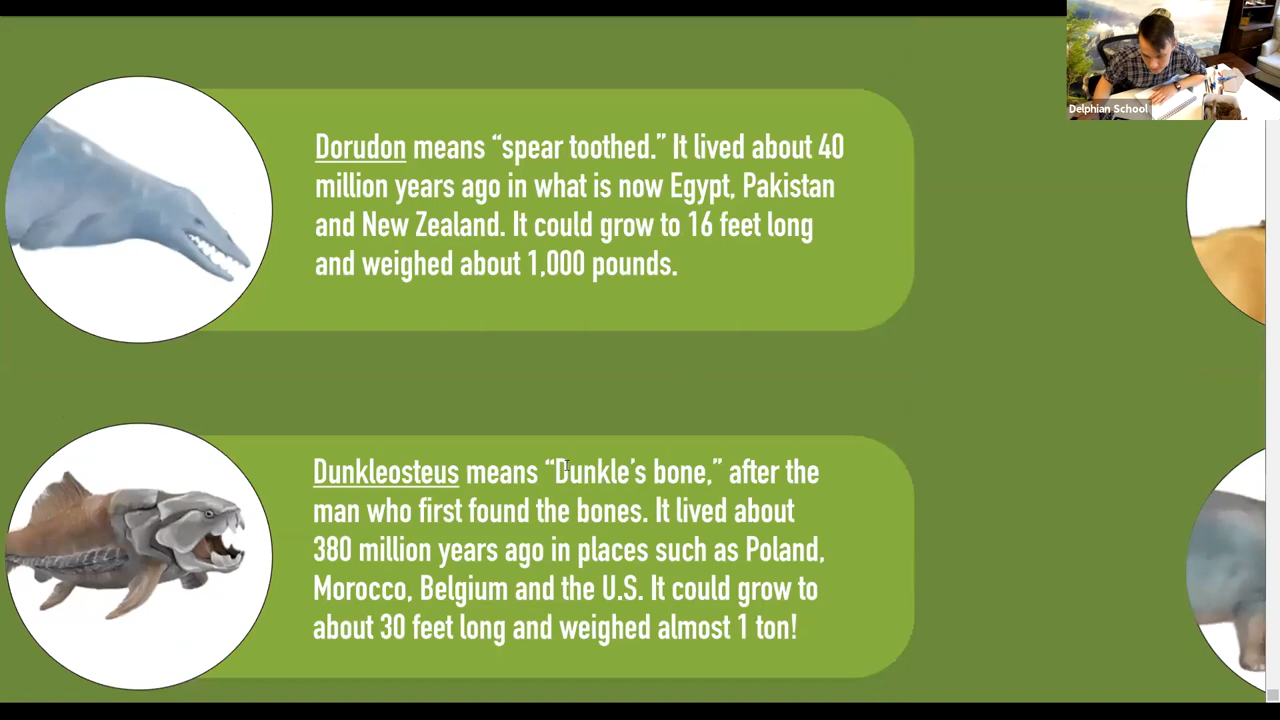 Delphian School
Dorudon means “spear toothed.” It lived about 40
million years ago in what is now Egypt, Pakistan
and New Zealand. It could grow to 16 feet long
and weighed about 1,000 pounds.
Dunkleosteus means “Dunkle’s bone,” after the
man who first found the bones. It lived about
380 million years ago in places such as Poland,
Morocco, Belgium and the U.S. It could grow to
about 30 feet long and weighed almost 1 ton!